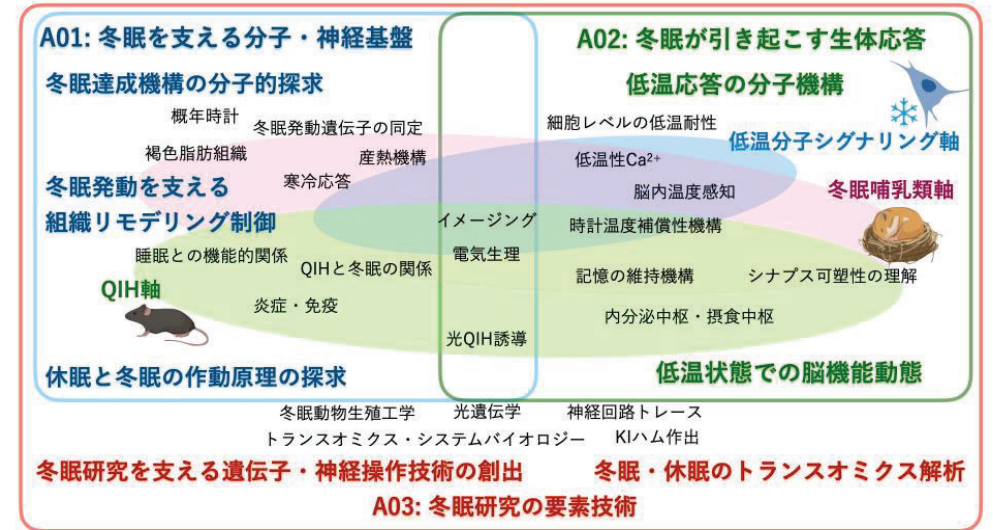 A01: 冬眠を支える分子・神経基盤
A02: 冬眠が引き起こす生体応答
冬眠達成機構の分子的探求
低温応答の分子機構
概年時計
冬眠発動遺伝子の同定
細胞レベルの低温耐性
低温分子シグナリング軸
褐色脂肪組織
産熱機構
低温性Ca²⁺
冬眠発動を支える
寒冷応答
脳内温度感知
冬眠哺乳類軸
組織リモデリング制御
イメージング
時計温度補償性機構
睡眠との機能的関係
電気生理
QIHと冬眠の関係
記憶の維持機構
シナプス可塑性の理解
QIH軸
炎症・免疫
内分泌中枢・摂食中枢
光QIH誘導
休眠と冬眠の作動原理の探求
低温状態での脳機能動態
冬眠動物生殖工学
光遺伝学
神経回路トレース
トランスオミクス・システムバイオロジー
KIハム作出
冬眠研究を支える遺伝子・神経操作技術の創出
冬眠・休眠のトランスオミクス解析
A03: 冬眠研究の要素技術